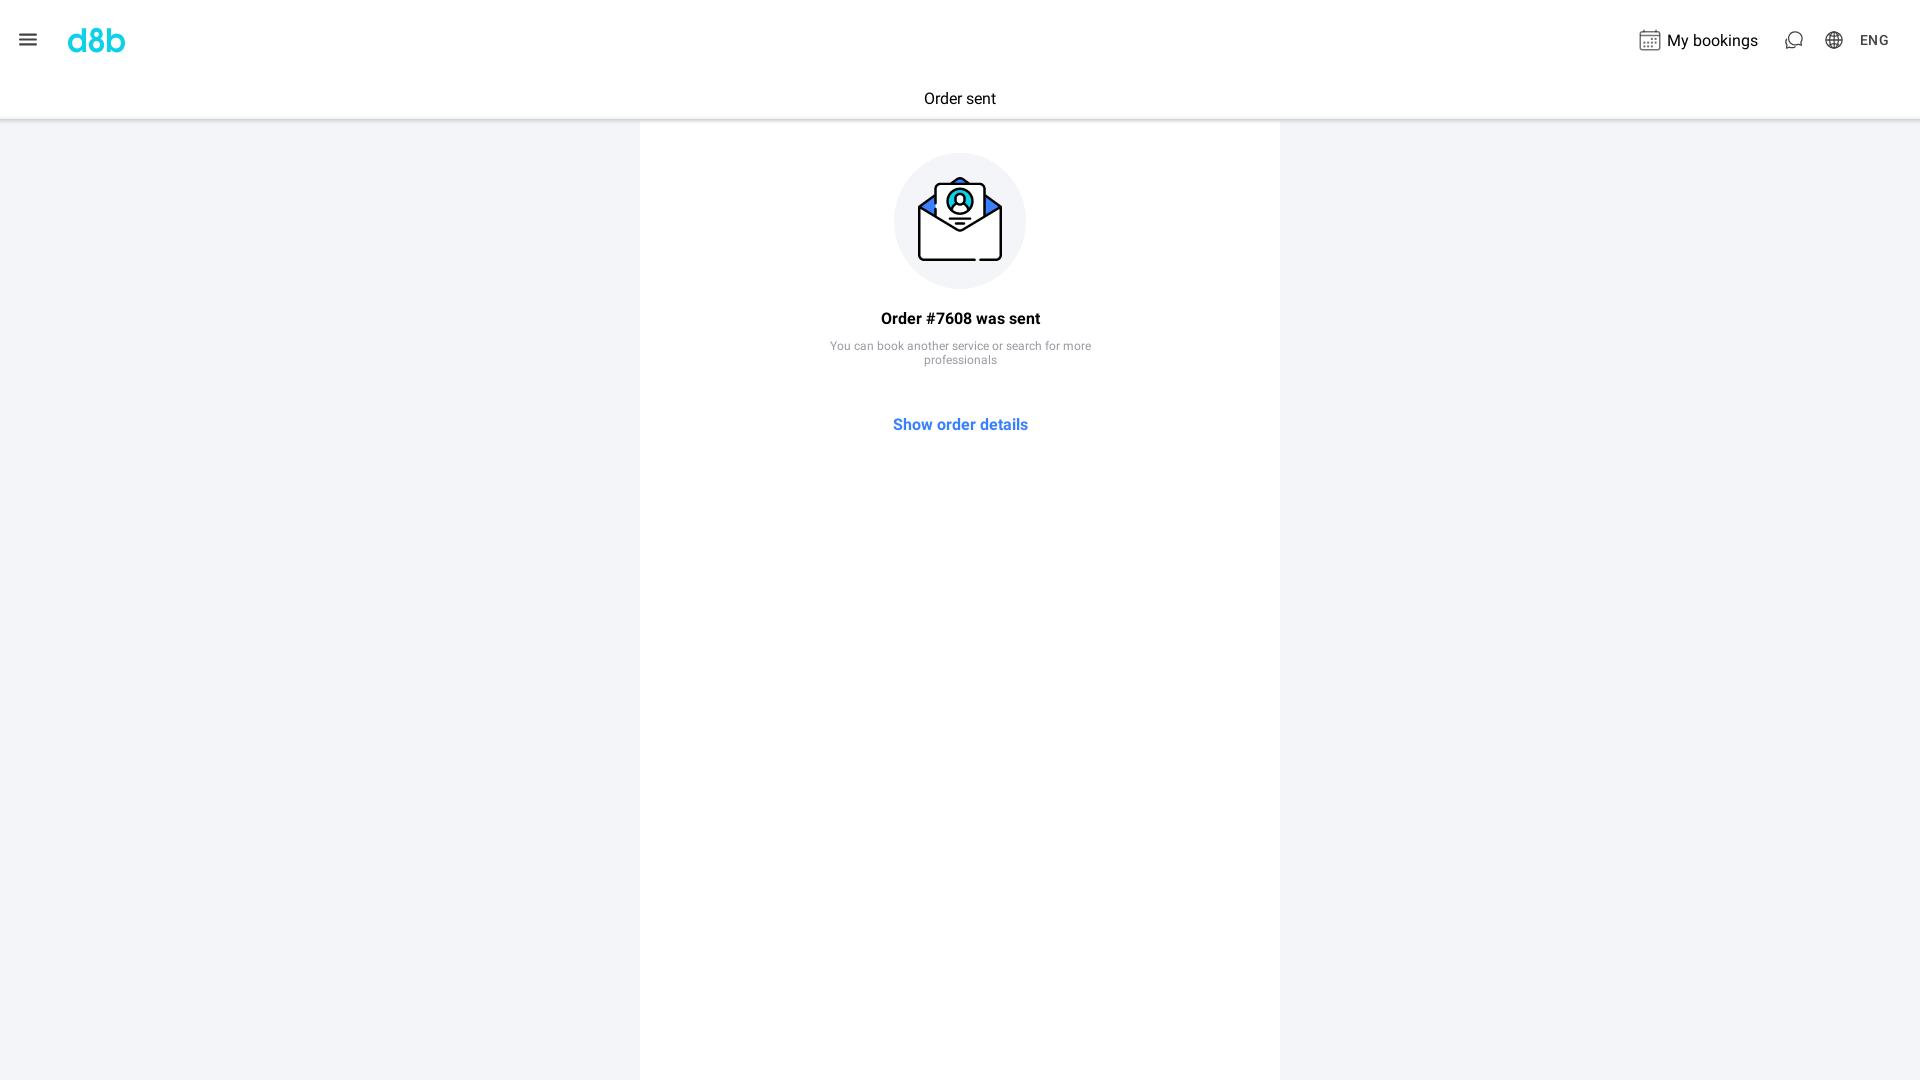 d8b
My bookings
ENG
Order sent
Order #7608 was sent
You can book another service or search for more
professionals
Show order details